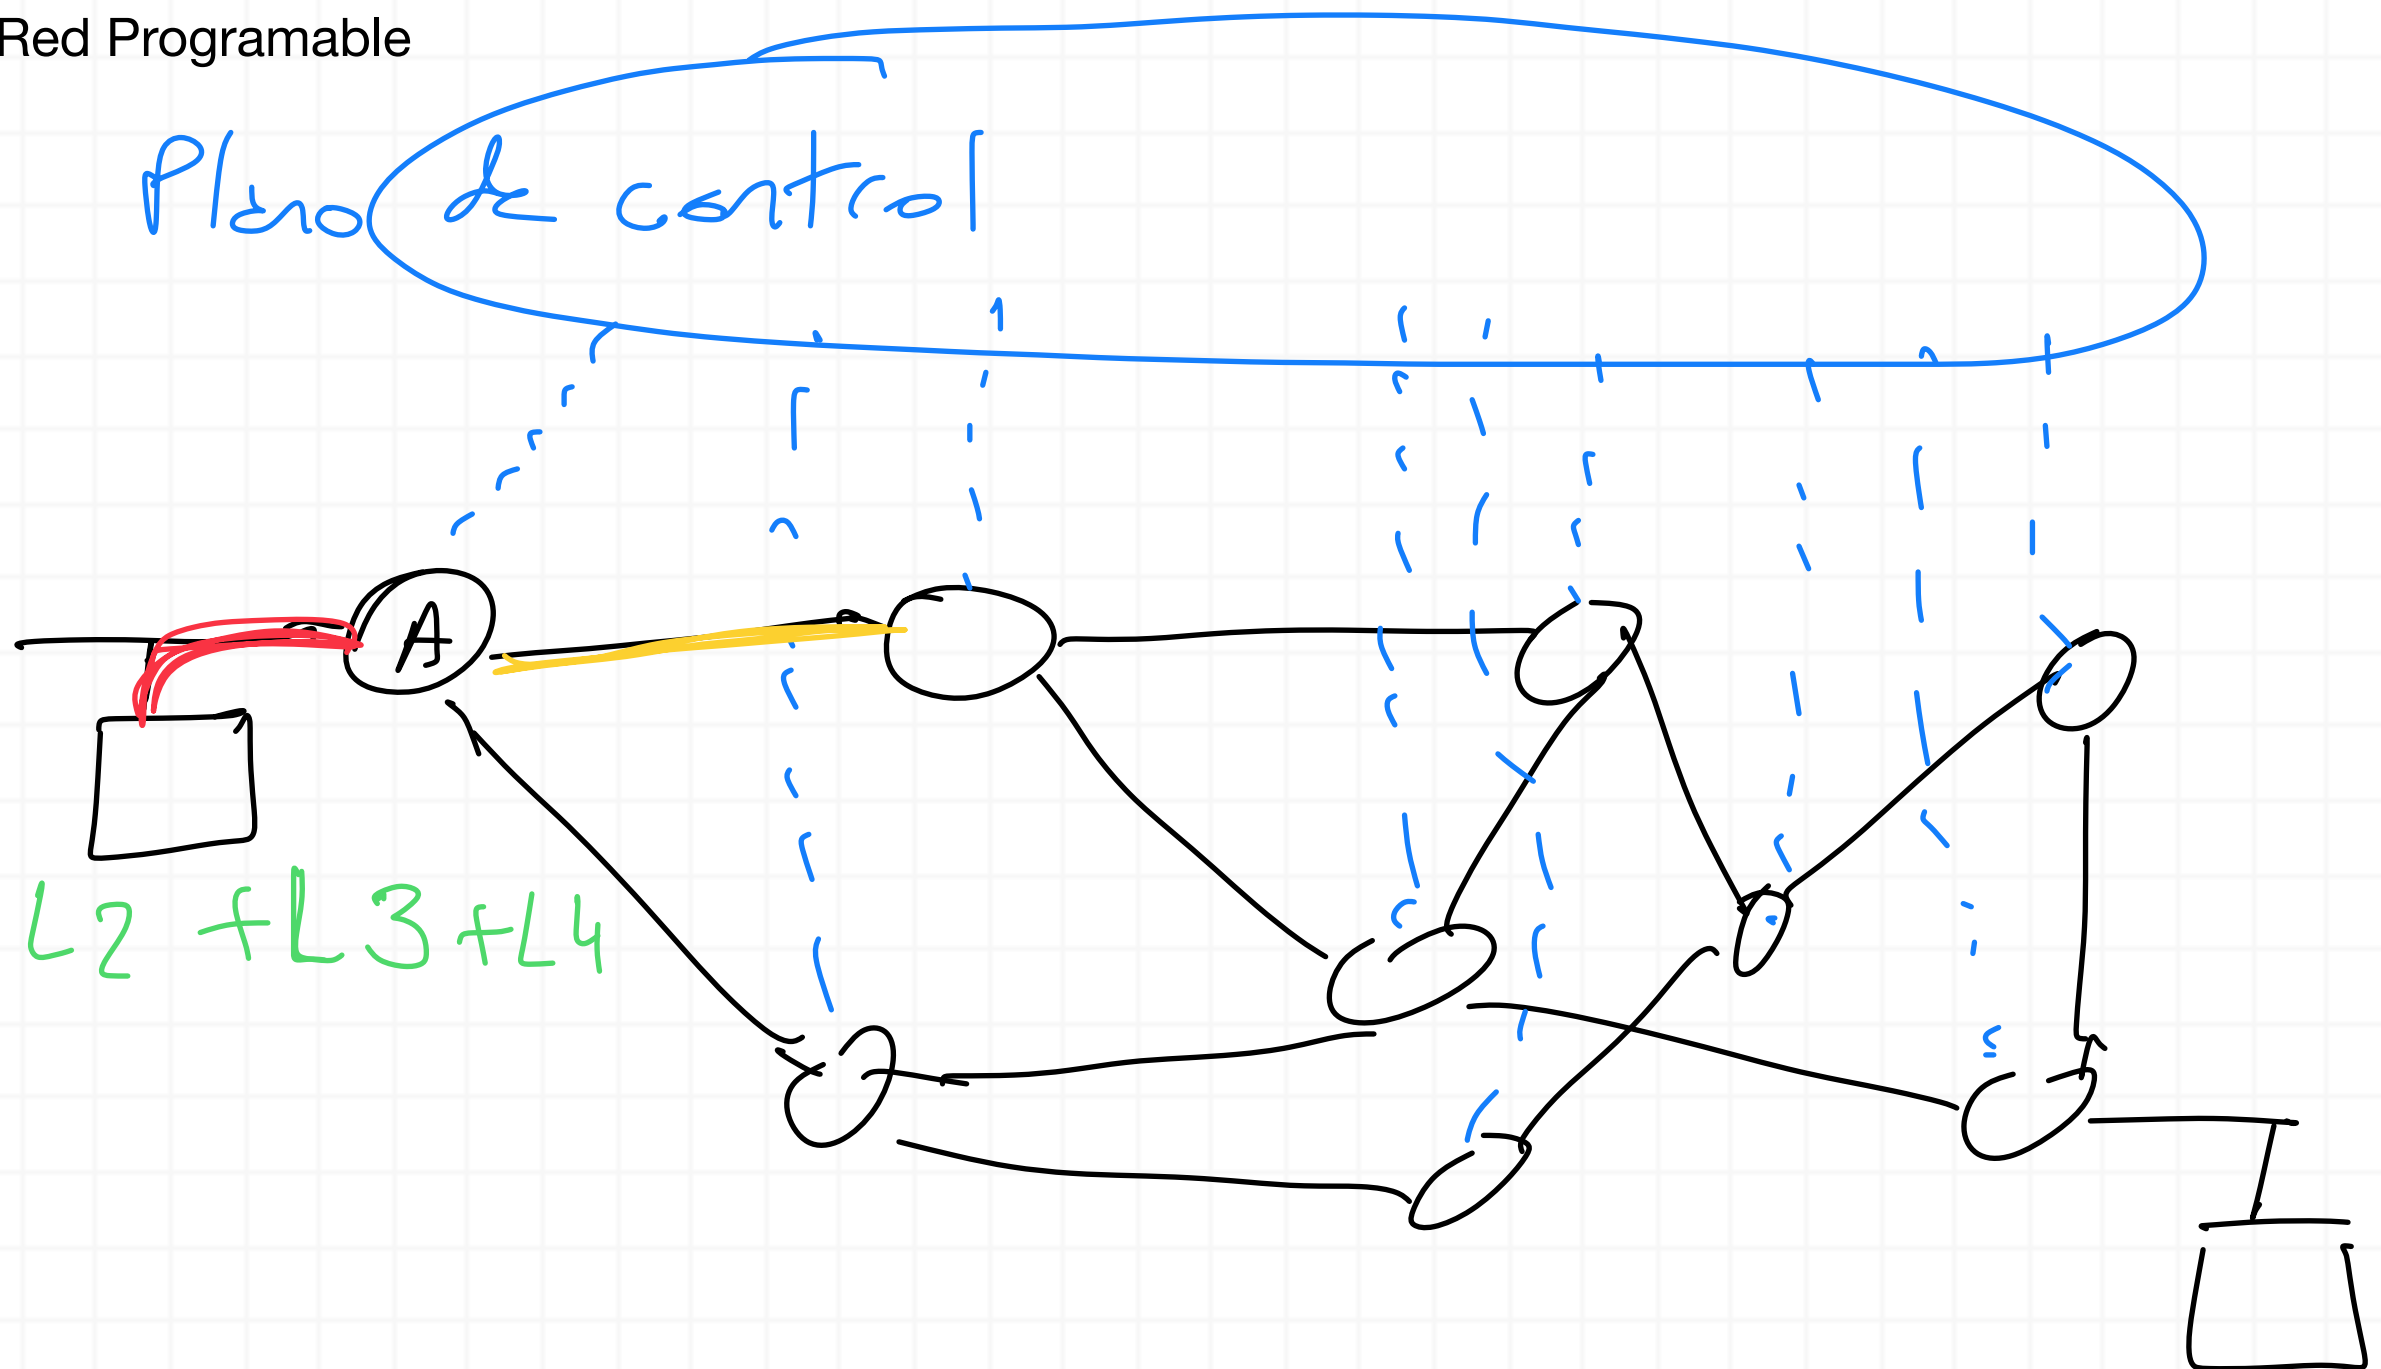 Red Programable
Plano de control
A
L2 + L3 + L4